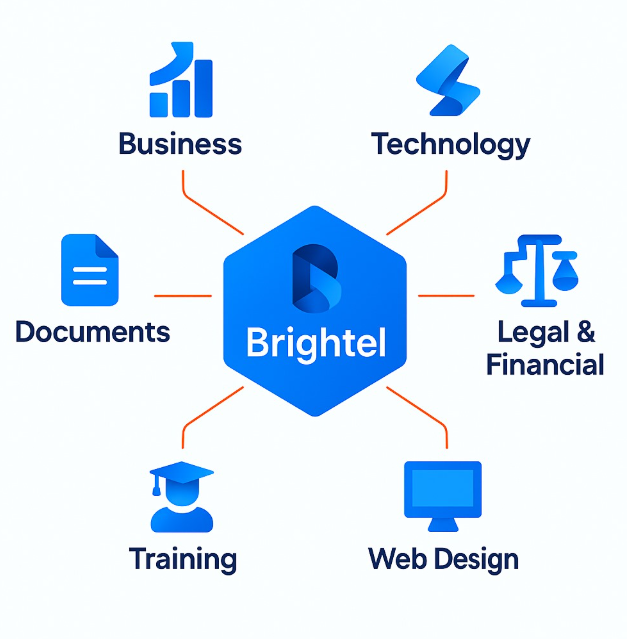 Business
Technology
Documents
Brightel
Legal &
Financial
Training
Web Design